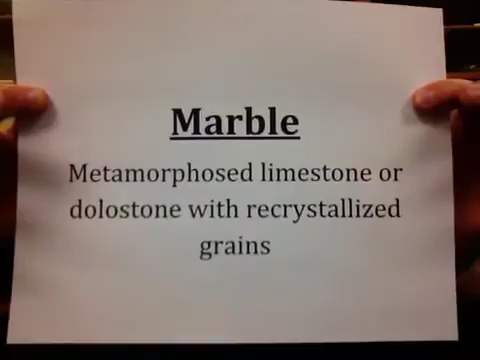 Marble
Metamorphosed limestone or
dolostone with recrystallized
grains